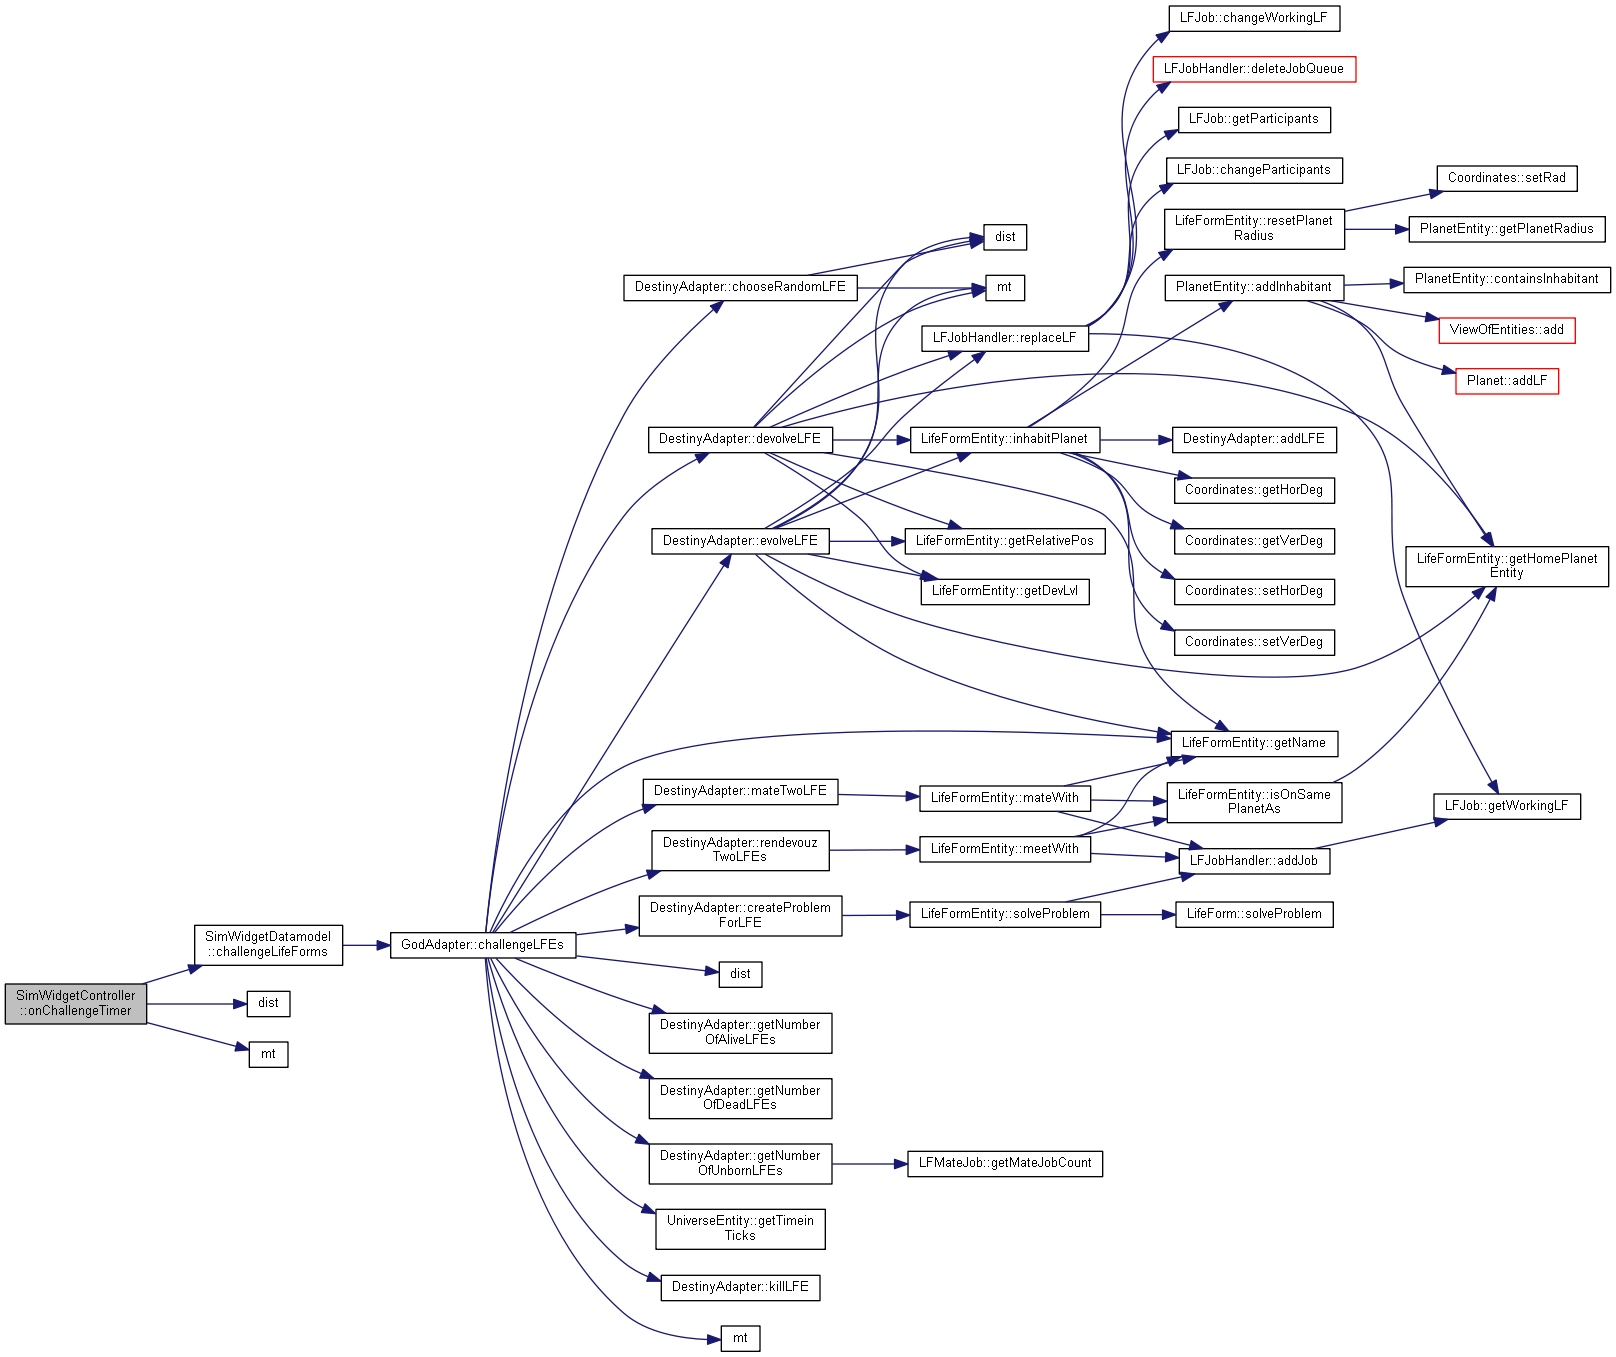 SimWidgetController
::onChallengeTimer
SimWidgetDatamodel
::challengeLifeForms
dist
mt
GodAdapter::challengeLFEs
DestinyAdapter::chooseRandomLFE
DestinyAdapter::devolveLFE
DestinyAdapter::evolveLFE
DestinyAdapter::mateTwoLFE
DestinyAdapter::rendevouz
TwoLFEs
DestinyAdapter::createProblem
ForLFE
dist
DestinyAdapter::getNumber
OfAliveLFEs
DestinyAdapter::getNumber
OfDeadLFEs
DestinyAdapter::getNumber
OfUnbornLFEs
UniverseEntity::getTimein
Ticks
DestinyAdapter::killLFE
mt
dist
mt
LFJobHandler::replaceLF
LifeFormEntity::inhabitPlanet
LifeFormEntity::getRelativePos
LifeFormEntity::getDevLvl
LifeFormEntity::mateWith
LifeFormEntity::meetWith
LifeFormEntity::solveProblem
LFMateJob::getMateJobCount
LFJob::changeWorkingLF
LFJobHandler::deleteJobQueue
LFJob::getParticipants
LFJob::changeParticipants
LifeFormEntity::resetPlanet
Radius
PlanetEntity::addInhabitant
DestinyAdapter::addLFE
Coordinates::getHorDeg
Coordinates::getVerDeg
Coordinates::setHorDeg
Coordinates::setVerDeg
LifeFormEntity::getName
LifeFormEntity::isOnSame
PlanetAs
LFJobHandler::addJob
LifeForm::solveProblem
Coordinates::setRad
PlanetEntity::getPlanetRadius
PlanetEntity::containsInhabitant
ViewOfEntities::add
Planet::addLF
LifeFormEntity::getHomePlanet
Entity
LFJob::getWorkingLF